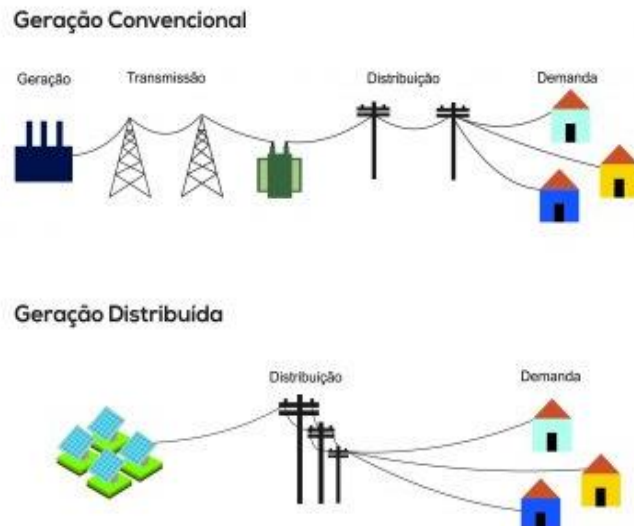 Geração Convencional
Geração Transmissão Distribuição Demanda
Geração Distribuída
Distribuição Demanda